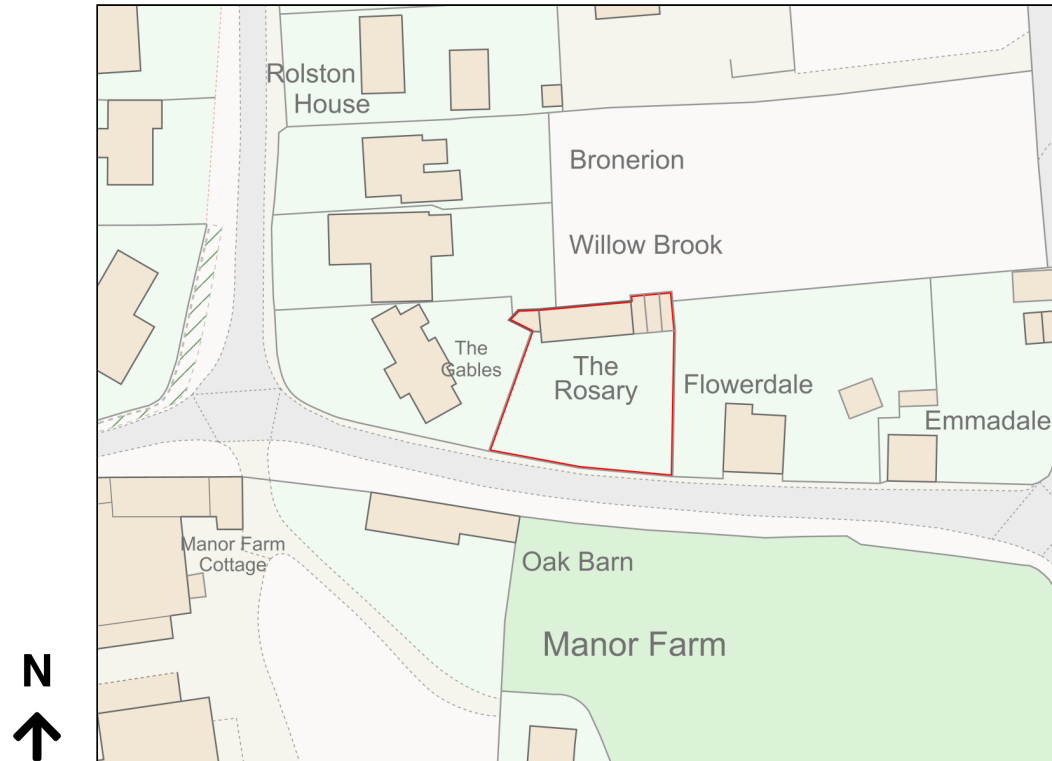 Rolston
House
Bronerion
Willow Brook
The
Gables
The
Rosary
Flowerdale
Emmadale
Manor Farm
Cottage
Oak Barn
Manor Farm
N